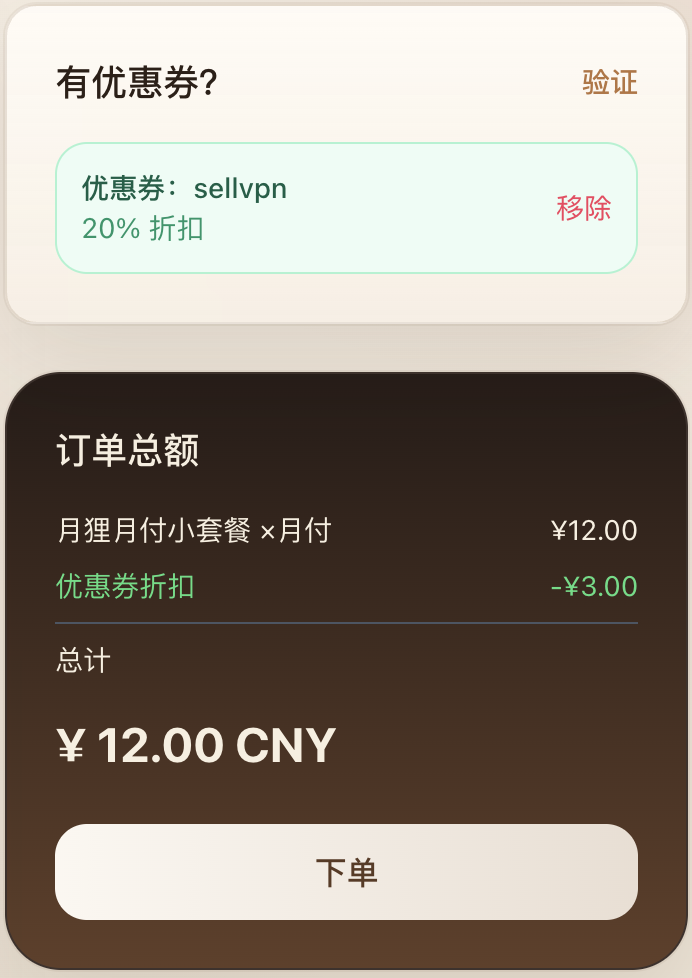 有优惠券?
验证
优惠券：sellvpn
20% 折扣
移除
订单总额
月狸月付小套餐 ×月付
¥12.00
优惠券折扣
-¥3.00
总计
¥ 12.00 CNY
下单